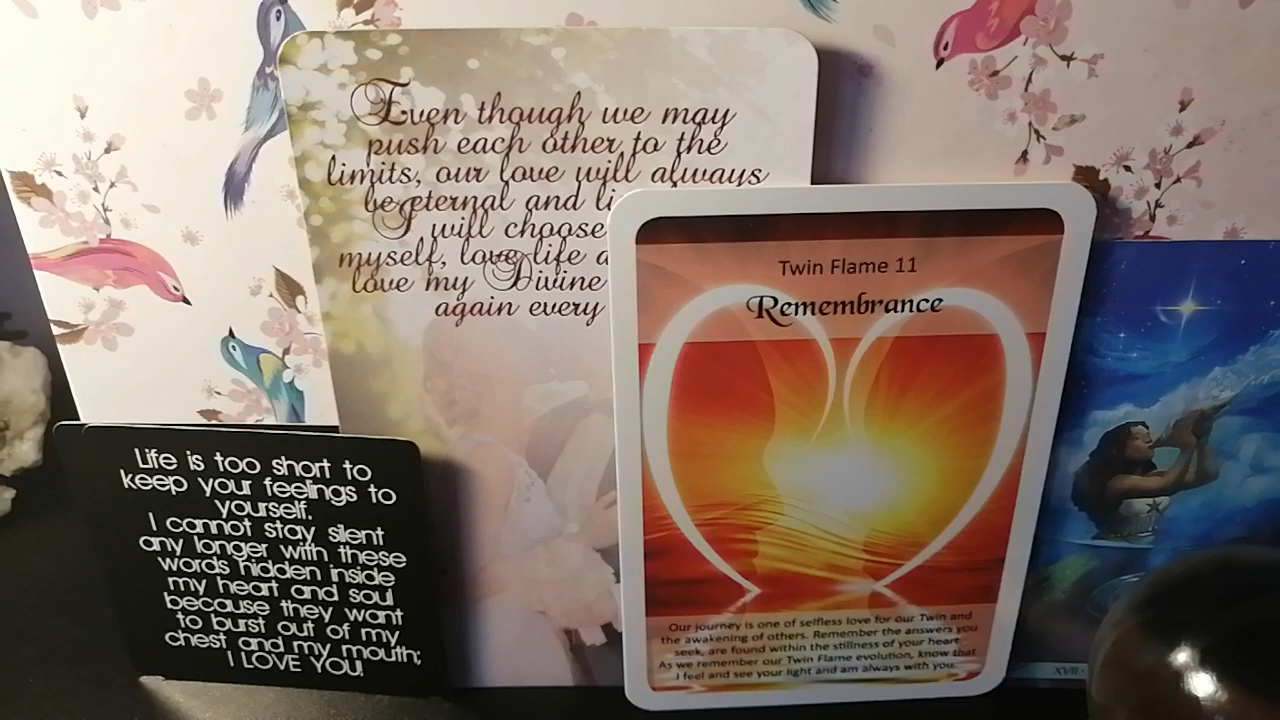 Even though we may
push each other to the
limits, our love will always
be eternal and
I will choose
myself, love life
love my Divine
again every
Twin Flame 11
Remembrance
Our journey is one of selfless love for our Twin and
the awakening of others. Remember the answers you
seek, are found within the stillness of your heart.
As we remember our Twin Flame evolution, know that
I feel and see your light and am always with you.
Life is too short to
keep your feelings to
yourself.
I cannot stay silent
any longer with these
words hidden inside
my heart and soul
because they want
to burst out of my
chest and my mouth;
I LOVE YOU!
XVII